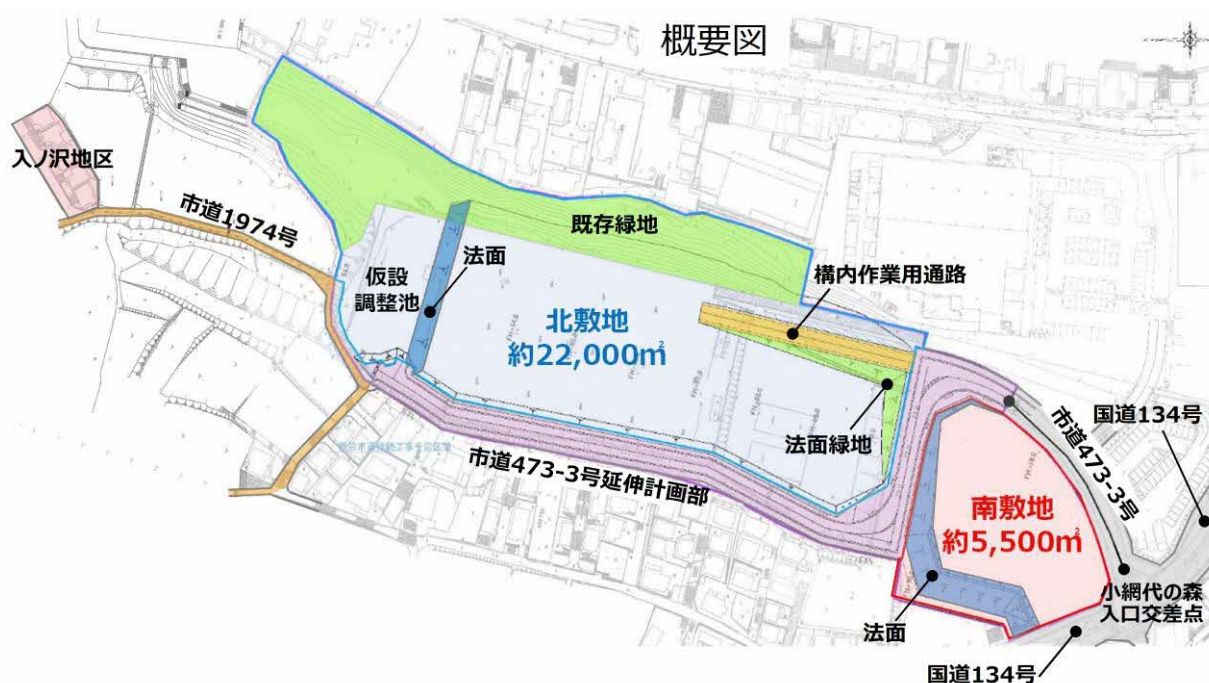 概要図
入ノ沢地区
市道1974号
既存緑地
法面
仮設
調整池
構内作業用通路
北敷地
約22,000㎡
国道134号
法面緑地
市道473-3号
市道473-3号延伸計画部
南敷地
約5,500㎡
小網代の森
入口交差点
法面
国道134号